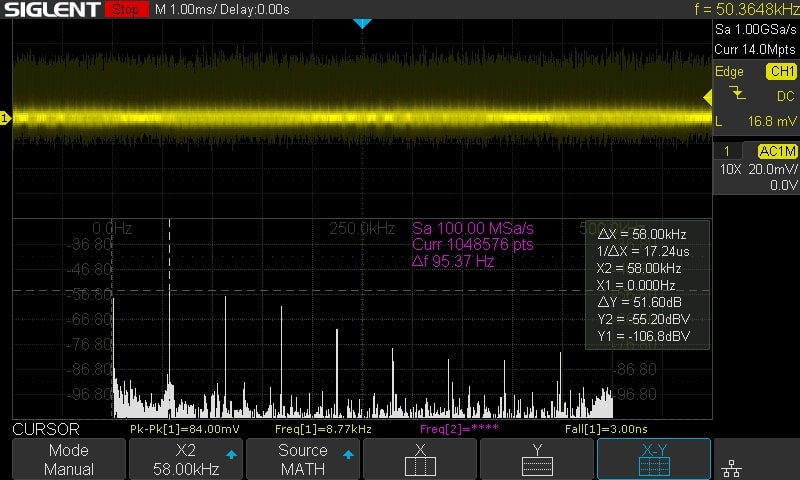 SIGLENT Stop M 1.00ms/ Delay:0.00s f = 50.3648kHz
Sa 1.00GSa/s
Curr 14.0Mpts
Edge CH1
DC
L 16.8 mV
1 AC1M
10X 20.0mV/
0.0V
1
0.0Hz 250.0kHz
Sa 100.00 MSa/s
Curr 1048576 pts
Δf 95.37 Hz
-36.80
-46.80
-56.80
-66.80
-76.80
-86.80 -86.80
-96.80 -96.80
ΔX = 58.00kHz
1/ΔX = 17.24us
X2 = 58.00kHz
X1 = 0.000Hz
ΔY = 51.60dB
Y2 = -55.20dBV
Y1 = -106.8dBV
CURSOR Pk-Pk[1]=84.00mV Freq[1]=8.77kHz Freq[2]=**** Fall[1]=3.00ns
Mode
Manual
X2
58.00kHz
Source
MATH
X
Y
X-Y